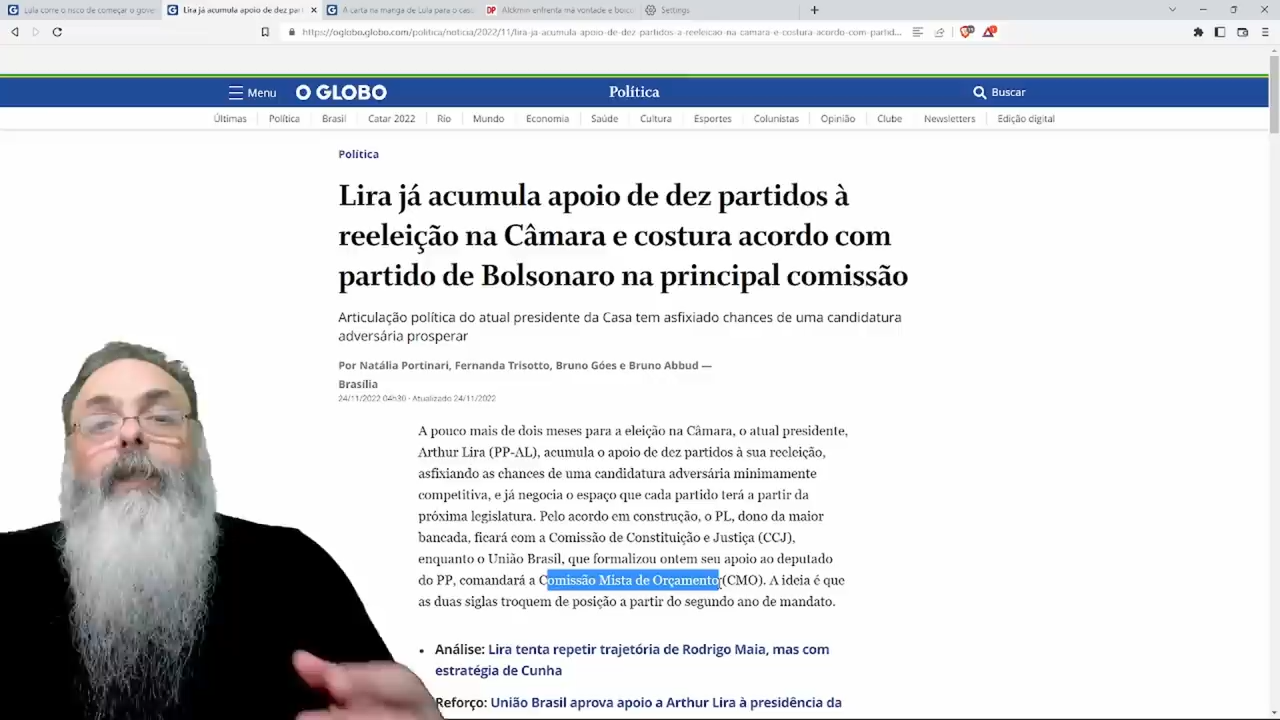 Lula corre o risco de começar o gover
Lira já acumula apoio de dez part
A carta na manga de Lula para o caso
Alckmin enfrenta má vontade e boico
Settings
https://oglobo.globo.com/politica/noticia/2022/11/lira-ja-acumula-apoio-de-dez-partidos-a-reeleicao-na-camara-e-costura-acordo-com-partid...
Menu
O GLOBO
Política
Buscar
Últimas
Política
Brasil
Catar 2022
Rio
Mundo
Economia
Saúde
Cultura
Esportes
Colunistas
Opinião
Clube
Newsletters
Edição digital
Política
Lira já acumula apoio de dez partidos à
reeleição na Câmara e costura acordo com
partido de Bolsonaro na principal comissão
Articulação política do atual presidente da Casa tem asfixiado chances de uma candidatura
adversária prosperar
Por Natália Portinari, Fernanda Trisotto, Bruno Góes e Bruno Abbud —
Brasília
24/11/2022 04h30 · Atualizado 24/11/2022
A pouco mais de dois meses para a eleição na Câmara, o atual presidente,
Arthur Lira (PP-AL), acumula o apoio de dez partidos à sua reeleição,
asfixiando as chances de uma candidatura adversária minimamente
competitiva, e já negocia o espaço que cada partido terá a partir da
próxima legislatura. Pelo acordo em construção, o PL, dono da maior
bancada, ficará com a Comissão de Constituição e Justiça (CCJ),
enquanto o União Brasil, que formalizou ontem seu apoio ao deputado
do PP, comandará a Comissão Mista de Orçamento (CMO). A ideia é que
as duas siglas troquem de posição a partir do segundo ano de mandato.
• Análise: Lira tenta repetir trajetória de Rodrigo Maia, mas com
estratégia de Cunha
Reforço: União Brasil aprova apoio a Arthur Lira à presidência da